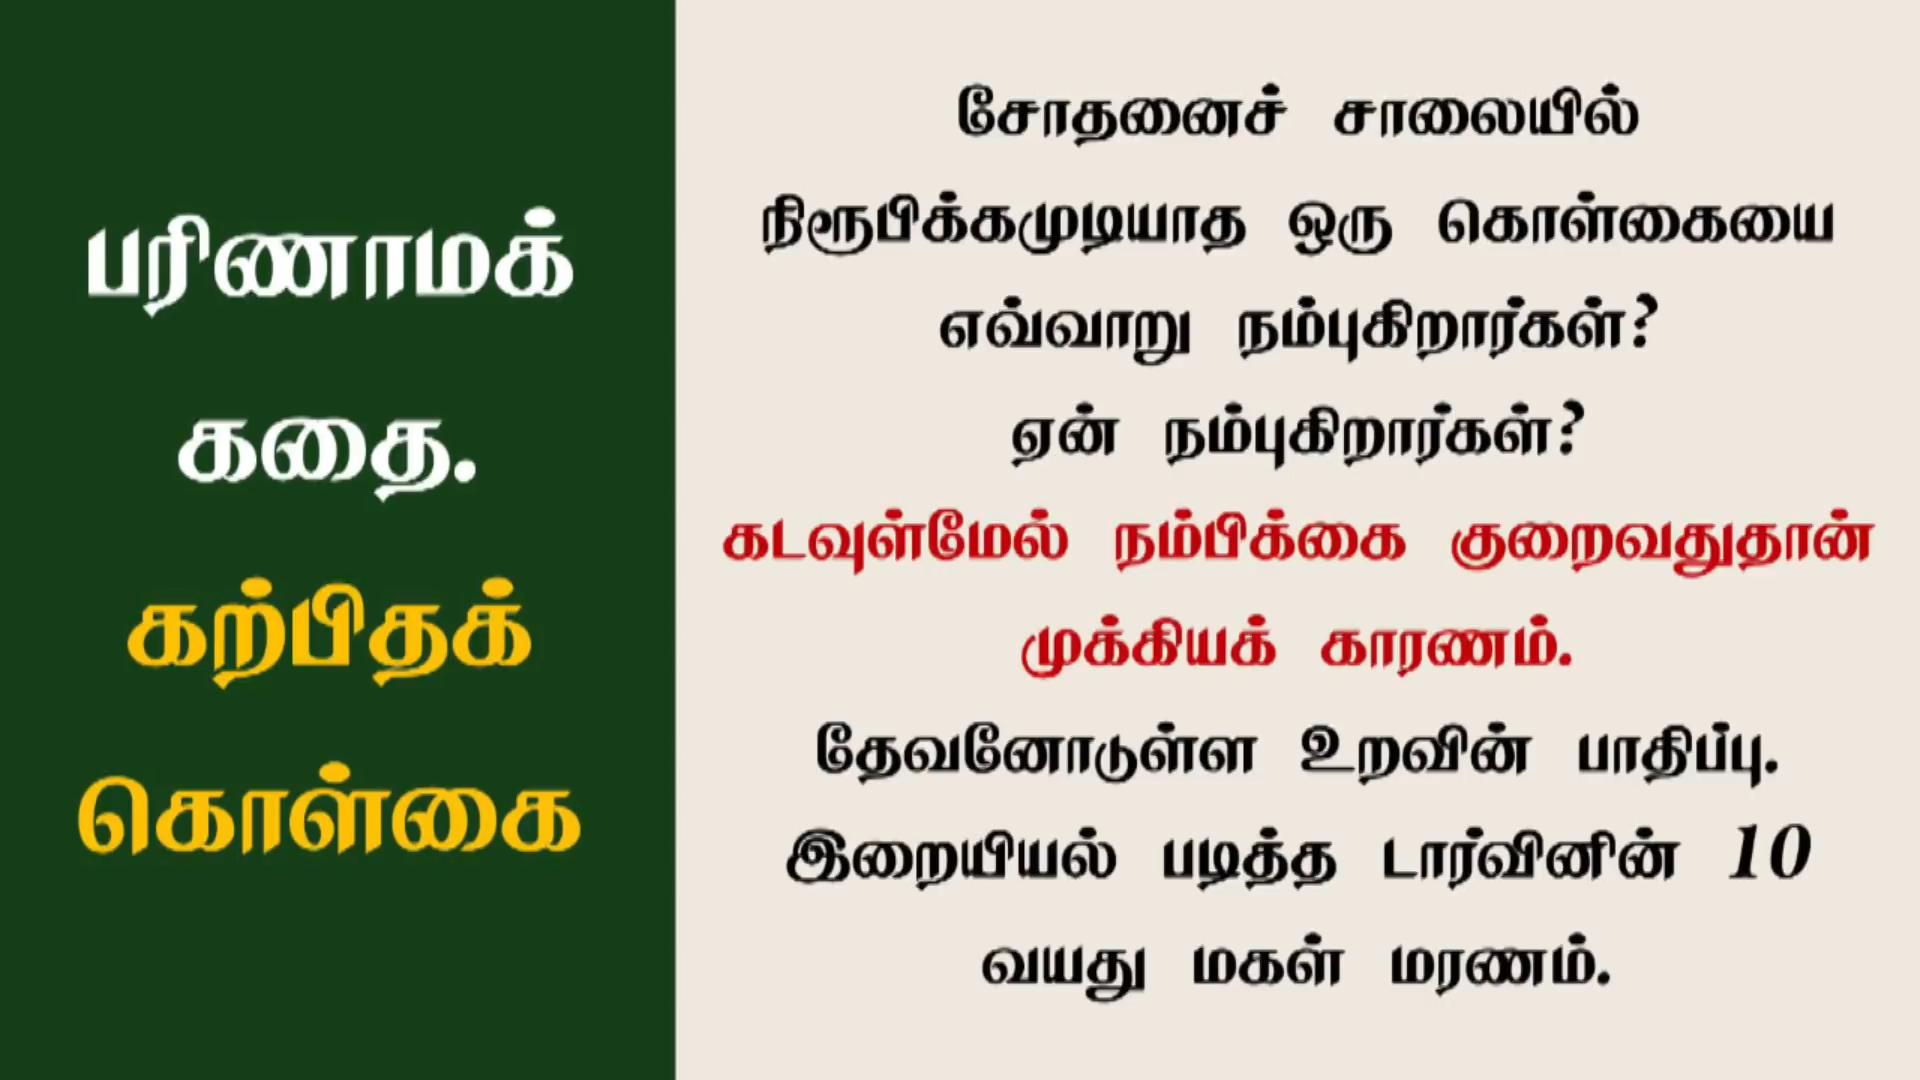 பரிணாமக்
கதை.
கற்பிதக்
கொள்கை
சோதனைச் சாலையில்
நிரூபிக்கமுடியாத ஒரு கொள்கையை
எவ்வாறு நம்புகிறார்கள்?
ஏன் நம்புகிறார்கள்?
கடவுள்மேல் நம்பிக்கை குறைவதுதான்
முக்கியக் காரணம்.
தேவனோடுள்ள உறவின் பாதிப்பு.
இறையியல் படித்த டார்வினின் 10
வயது மகள் மரணம்.